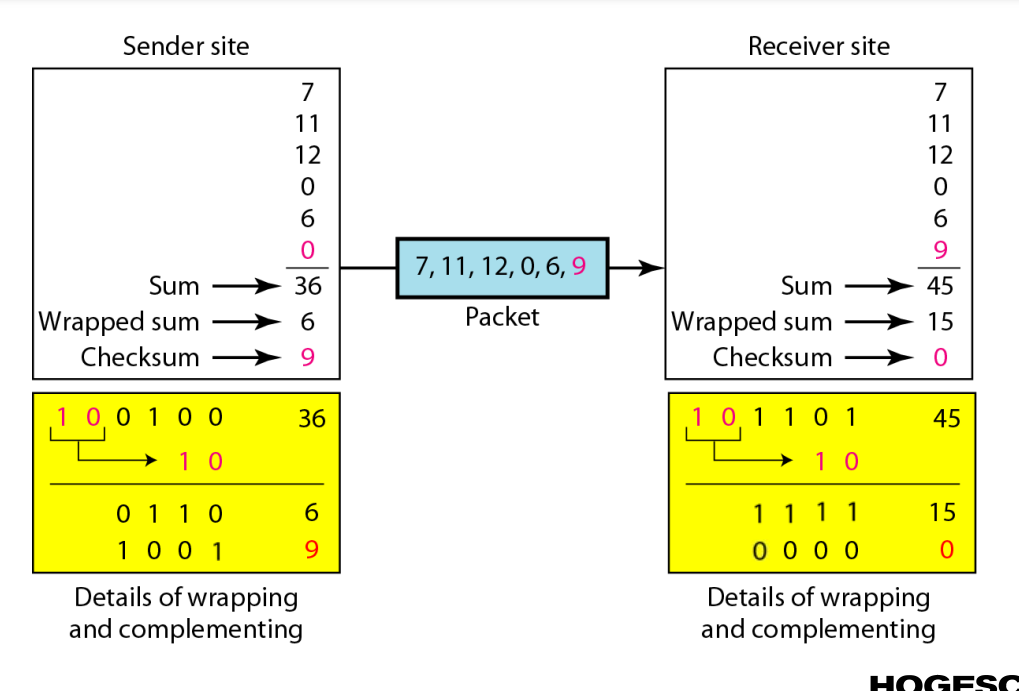 Sender site
7
11
12
0
6
0
Sum 36
Wrapped sum 6
Checksum 9
1 0 0 1 0 0 36
1 0
0 1 1 0 6
1 0 0 1 9
Details of wrapping
and complementing
7, 11, 12, 0, 6, 9
Packet
Receiver site
7
11
12
0
6
9
Sum 45
Wrapped sum 15
Checksum 0
1 0 1 1 0 1 45
1 0
1 1 1 1 15
0 0 0 0 0
Details of wrapping
and complementing